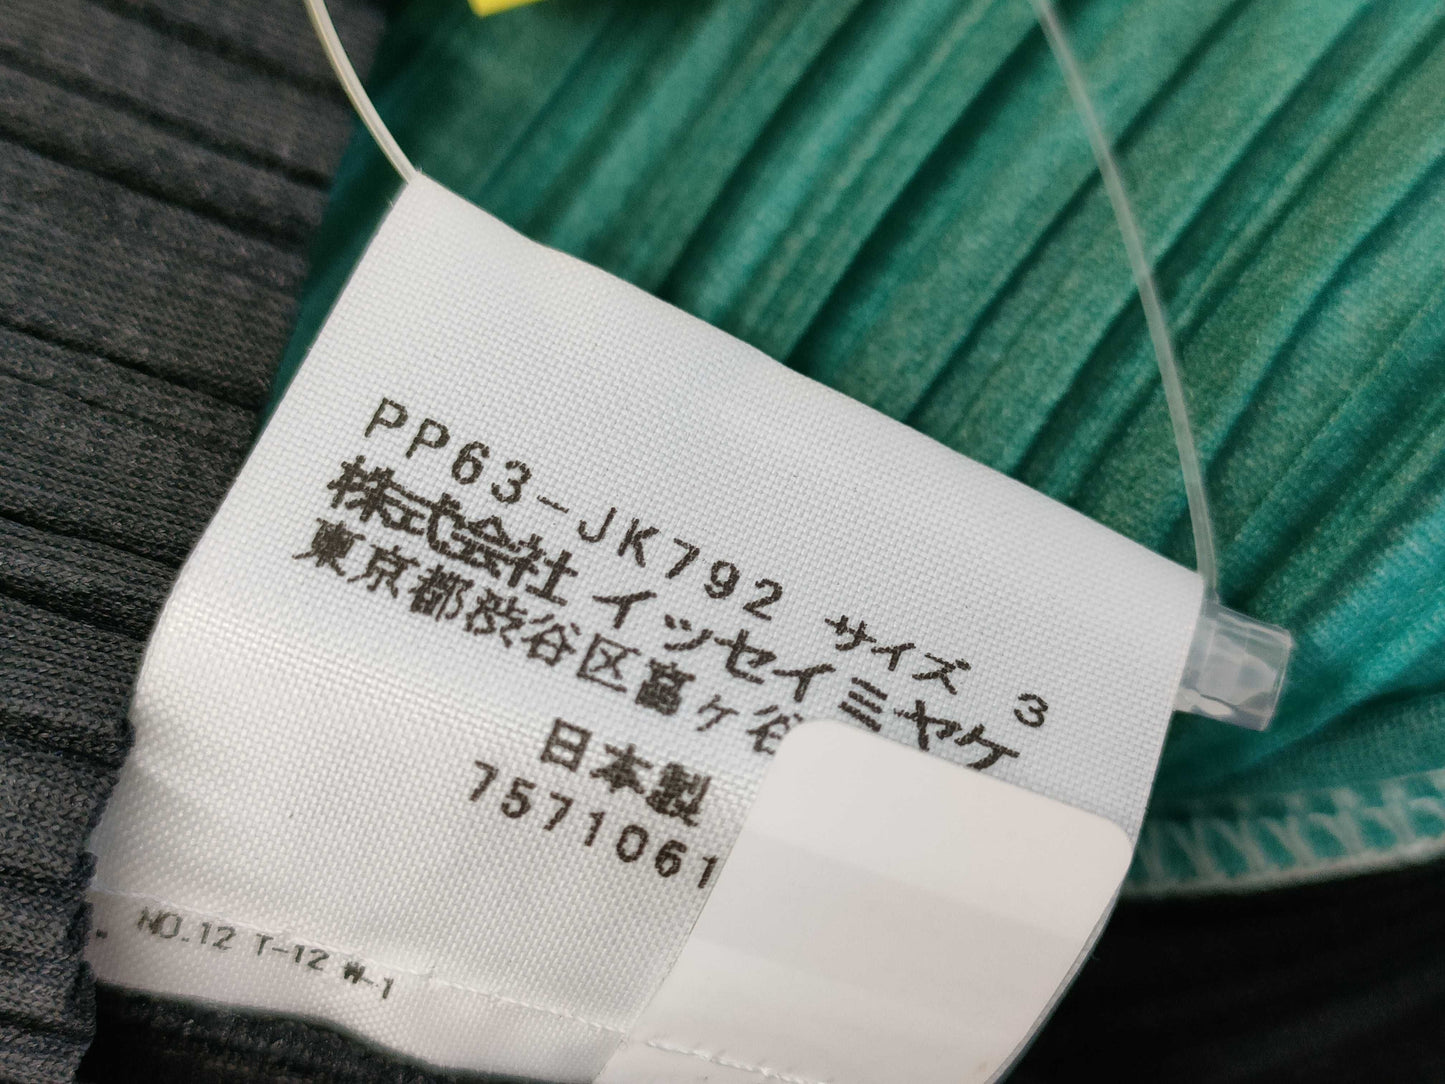 PP63-JK792 サイズ 3
株式会社 イッセイミヤケ
東京都渋谷区富ヶ谷
日本製
7571061
NO.12 T-12 W-1